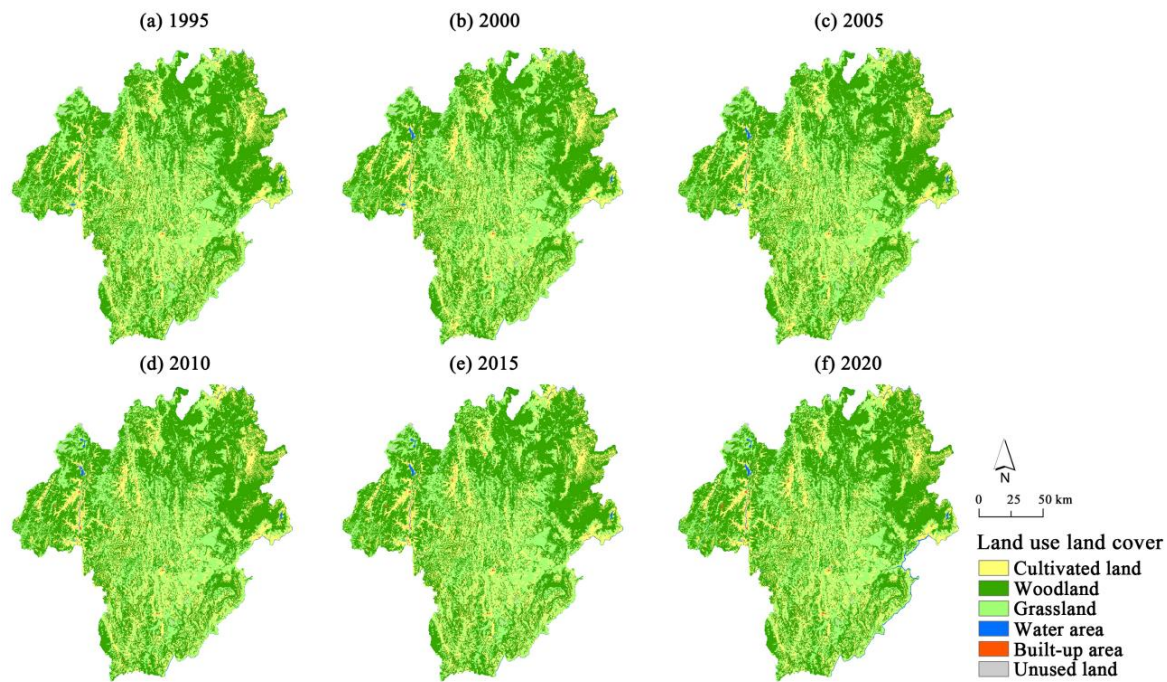 (a) 1995
(b) 2000
(c) 2005
(d) 2010
(e) 2015
(f) 2020
N
0 25 50 km
Land use land cover
Cultivated land
Woodland
Grassland
Water area
Built-up area
Unused land